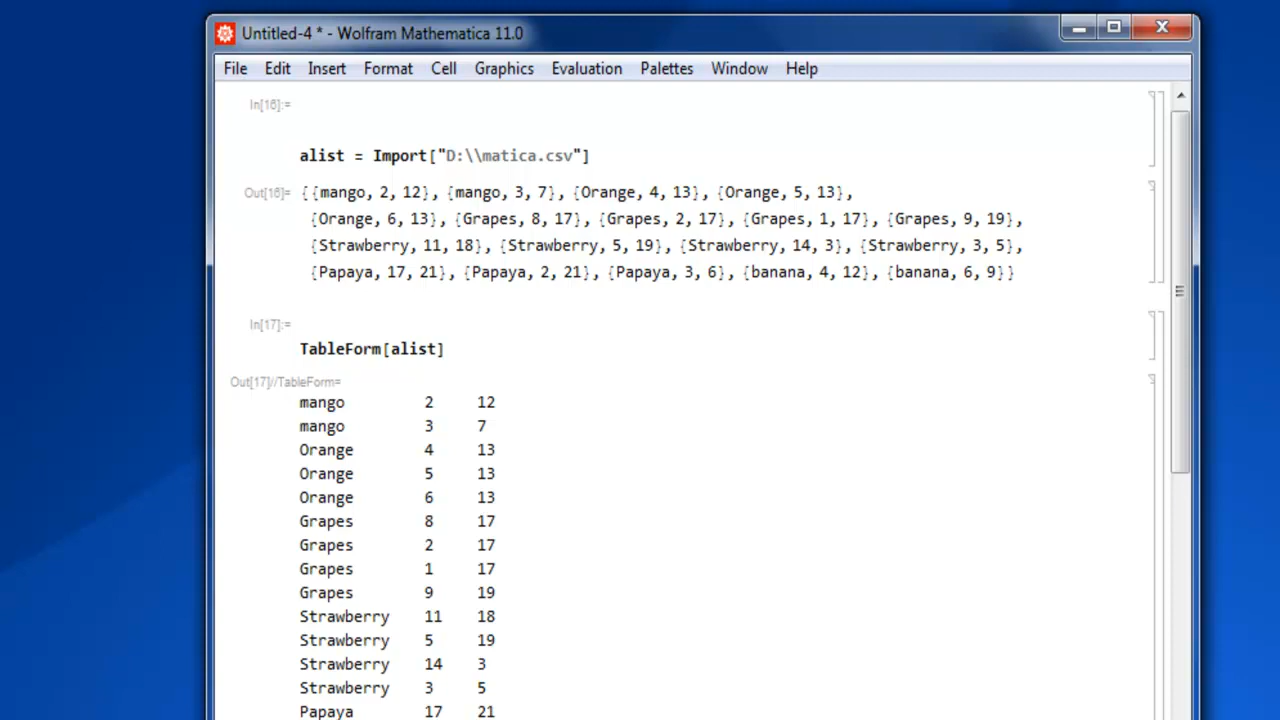 Untitled-4 * - Wolfram Mathematica 11.0
File Edit Insert Format Cell Graphics Evaluation Palettes Window Help
In[16]:=
alist = Import["D:\\matica.csv"]
Out[16]= {{mango, 2, 12}, {mango, 3, 7}, {Orange, 4, 13}, {Orange, 5, 13},
{Orange, 6, 13}, {Grapes, 8, 17}, {Grapes, 2, 17}, {Grapes, 1, 17}, {Grapes, 9, 19},
{Strawberry, 11, 18}, {Strawberry, 5, 19}, {Strawberry, 14, 3}, {Strawberry, 3, 5},
{Papaya, 17, 21}, {Papaya, 2, 21}, {Papaya, 3, 6}, {banana, 4, 12}, {banana, 6, 9}}
In[17]:=
TableForm[alist]
Out[17]//TableForm=
mango 2 12
mango 3 7
Orange 4 13
Orange 5 13
Orange 6 13
Grapes 8 17
Grapes 2 17
Grapes 1 17
Grapes 9 19
Strawberry 11 18
Strawberry 5 19
Strawberry 14 3
Strawberry 3 5
Papaya 17 21